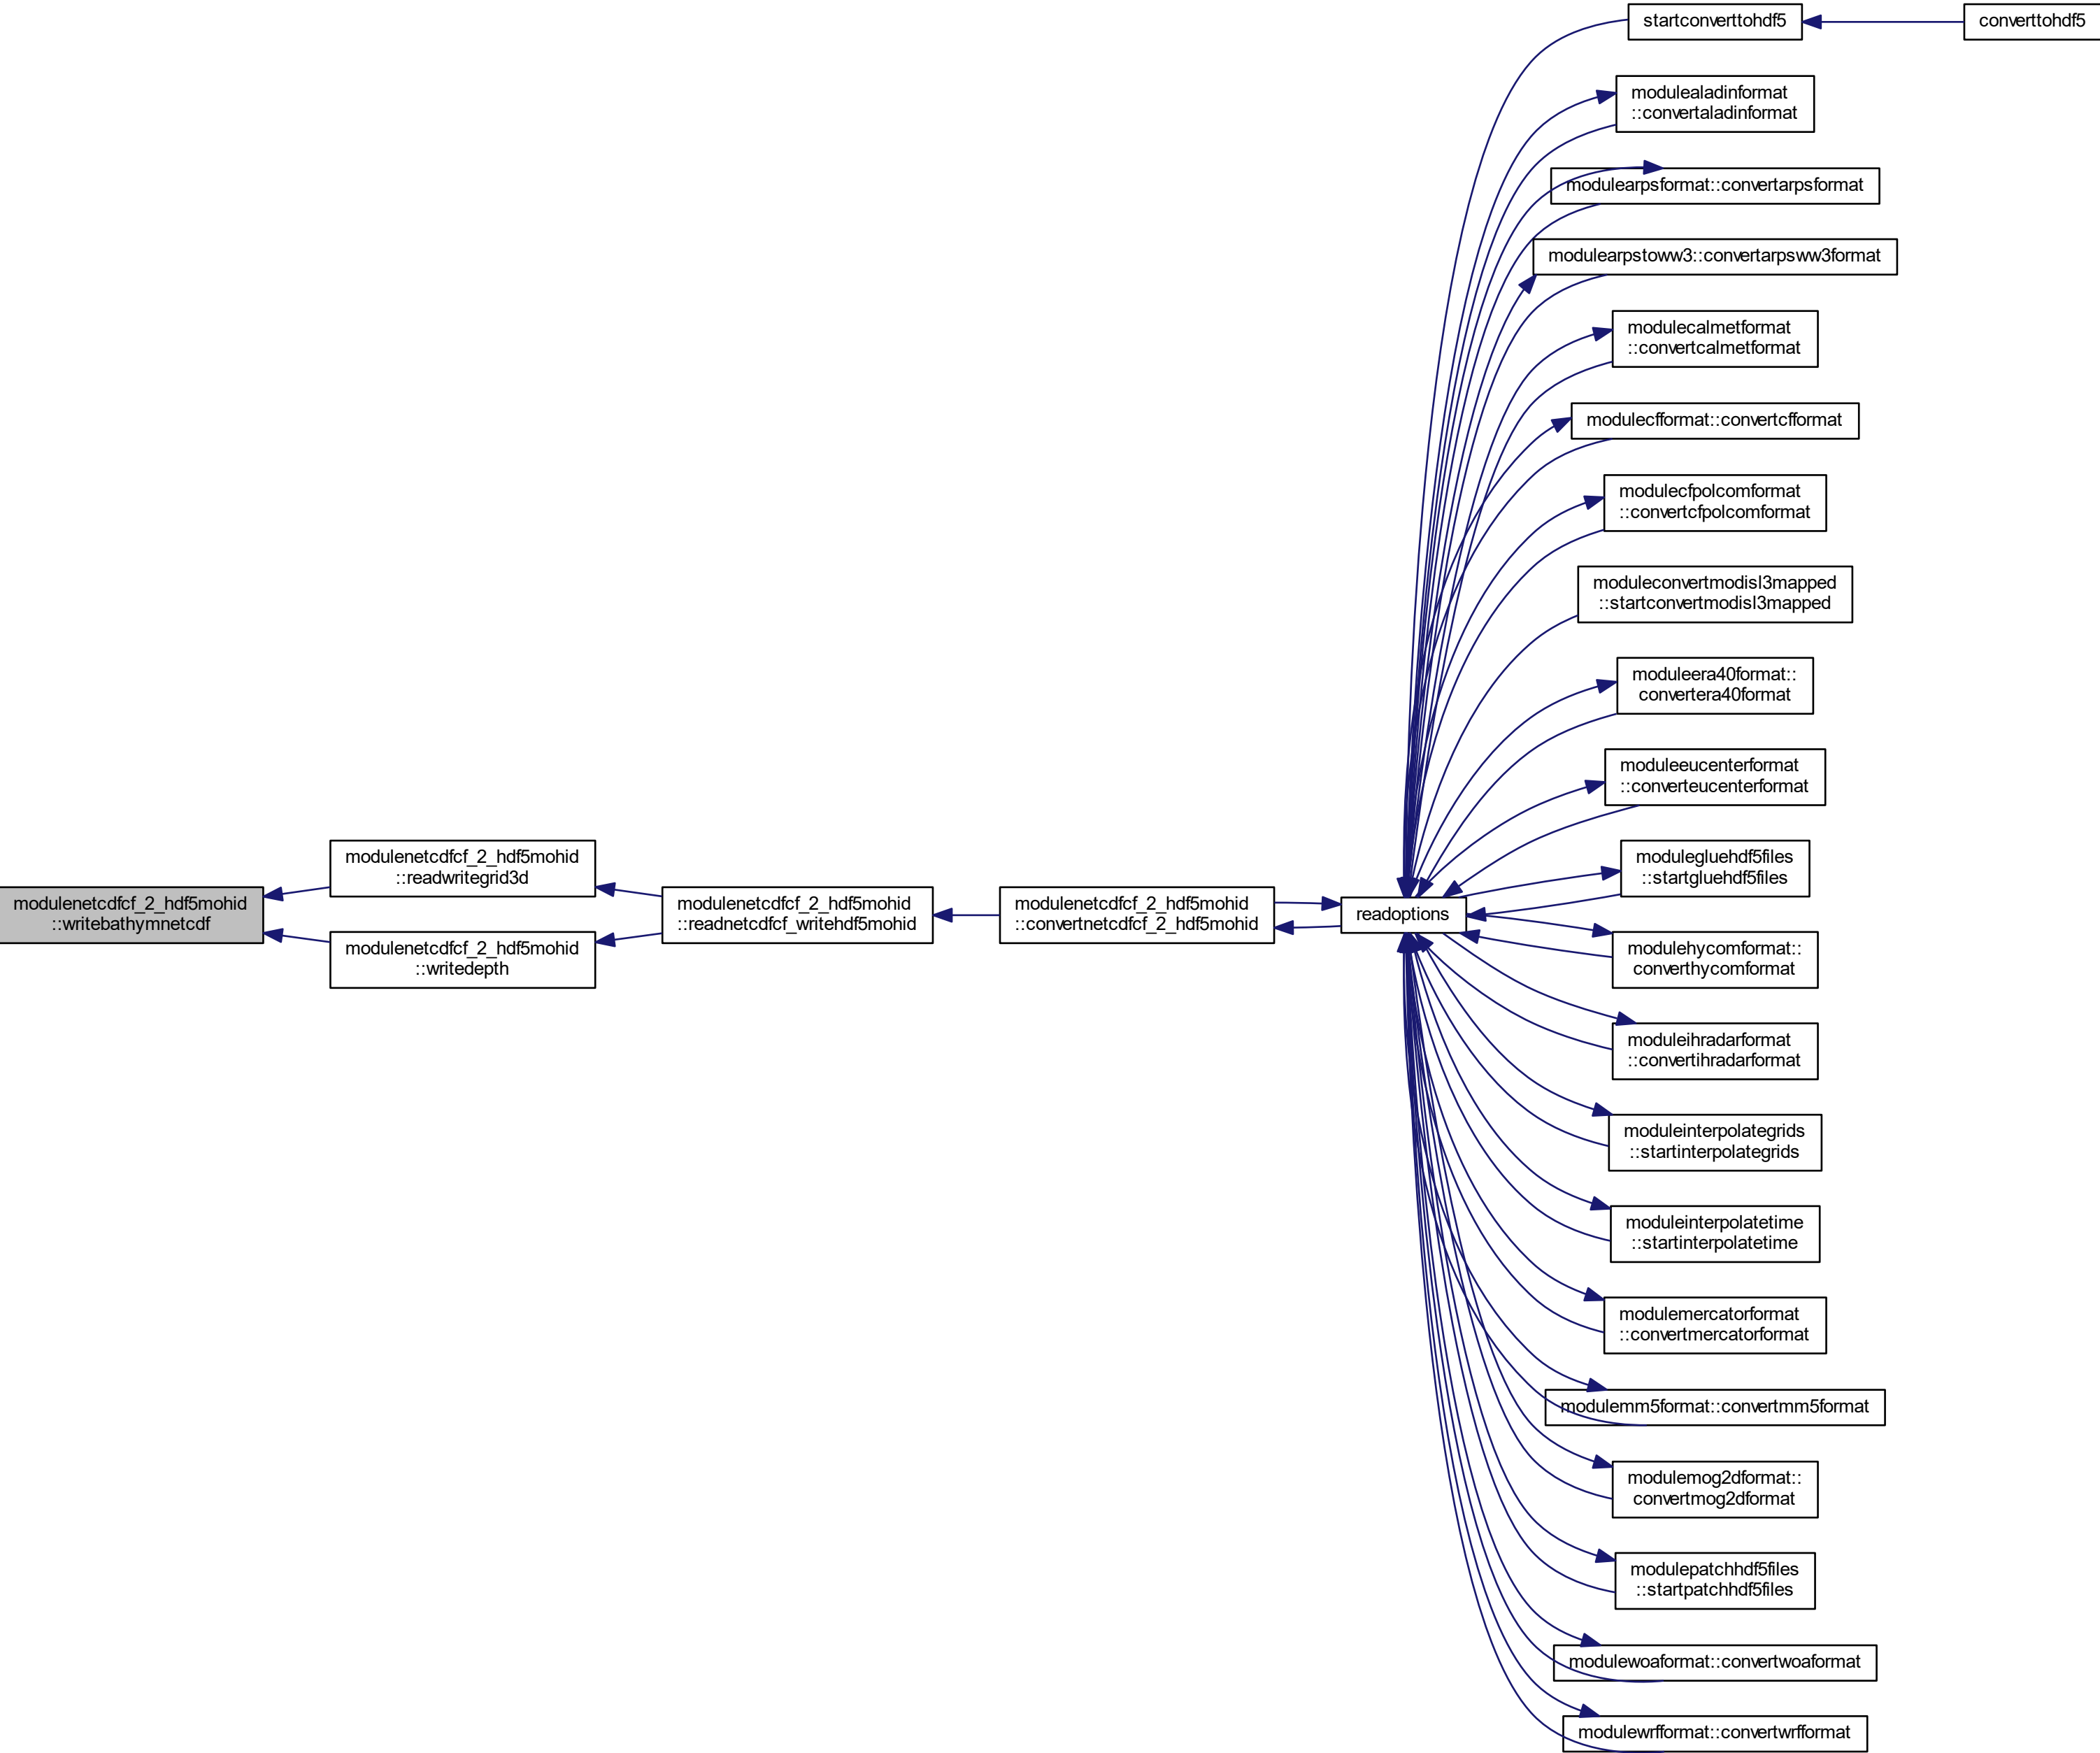 startconverttohdf5
converttohdf5
modulealadinformat
::convertaladinformat
modulearpsformat::convertarpsformat
modulearpstoww3::convertarpsww3format
modulecalmetformat
::convertcalmetformat
modulecfformat::convertcfformat
modulecfpolcomformat
::convertcfpolcomformat
moduleconvertmodisl3mapped
::startconvertmodisl3mapped
moduleera40format::
convertera40format
moduleeucenterformat
::converteucenterformat
modulenetcdfcf_2_hdf5mohid
::writebathymnetcdf
modulenetcdfcf_2_hdf5mohid
::readwritegrid3d
modulenetcdfcf_2_hdf5mohid
::writedepth
modulenetcdfcf_2_hdf5mohid
::readnetcdfcf_writehdf5mohid
modulenetcdfcf_2_hdf5mohid
::convertnetcdfcf_2_hdf5mohid
readoptions
modulegluehdf5files
::startgluehdf5files
modulehycomformat::
converthycomformat
moduleihradarformat
::convertihradarformat
moduleinterpolategrids
::startinterpolategrids
moduleinterpolatetime
::startinterpolatetime
modulemercatorformat
::convertmercatorformat
modulemm5format::convertmm5format
modulemog2dformat::
convertmog2dformat
modulepatchhdf5files
::startpatchhdf5files
modulewoaformat::convertwoaformat
modulewrfformat::convertwrfformat